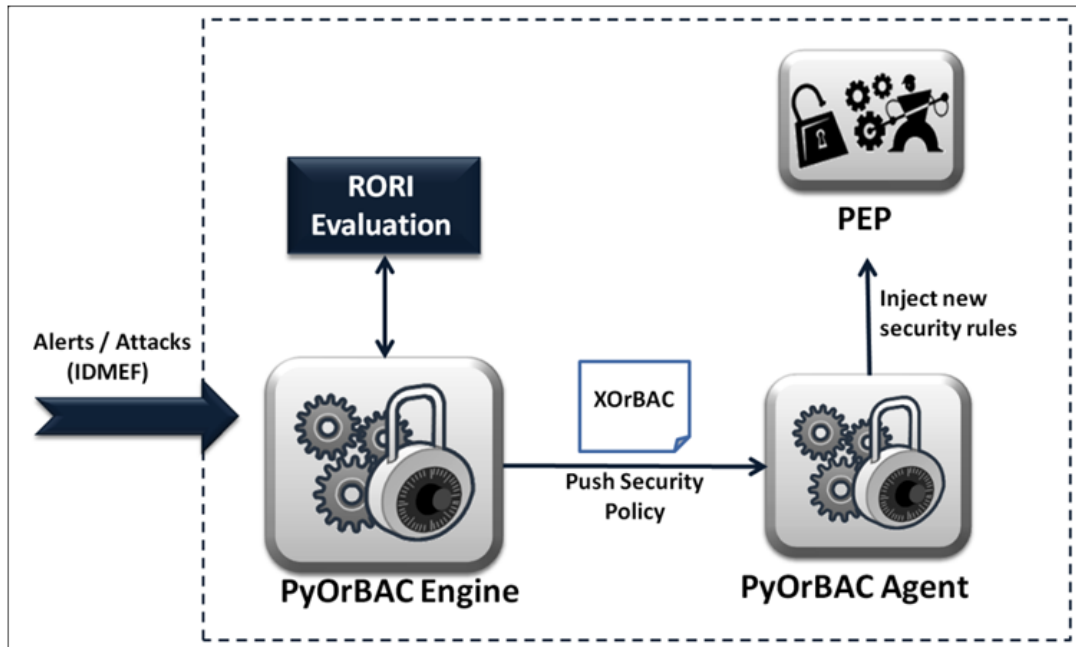 RORI
Evaluation
PEP
Inject new
security rules
Alerts / Attacks
(IDMEF)
XOrBAC
Push Security
Policy
PyOrBAC Engine
PyOrBAC Agent